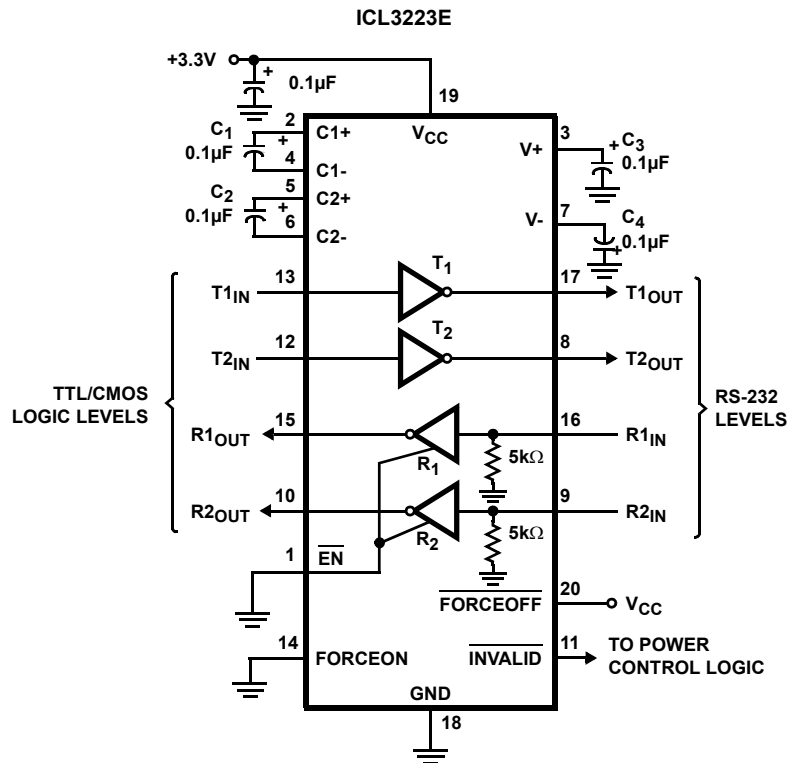 ICL3223E
+3.3V
+
0.1µF
19
2
C1+
VCC
3
C1
0.1µF
+
4
C1-
V+
+
C3
0.1µF
5
C2+
C2
0.1µF
+
6
C2-
V-
7
C4
0.1µF
+
T1
T1IN
13
17
T1OUT
T2
T2IN
12
8
T2OUT
TTL/CMOS
LOGIC LEVELS
RS-232
LEVELS
R1OUT
15
16
R1IN
R1
5kΩ
R2OUT
10
9
R2IN
R2
5kΩ
1
EN
20
FORCEOFF
VCC
14
FORCEON
INVALID
11
TO POWER
CONTROL LOGIC
GND
18